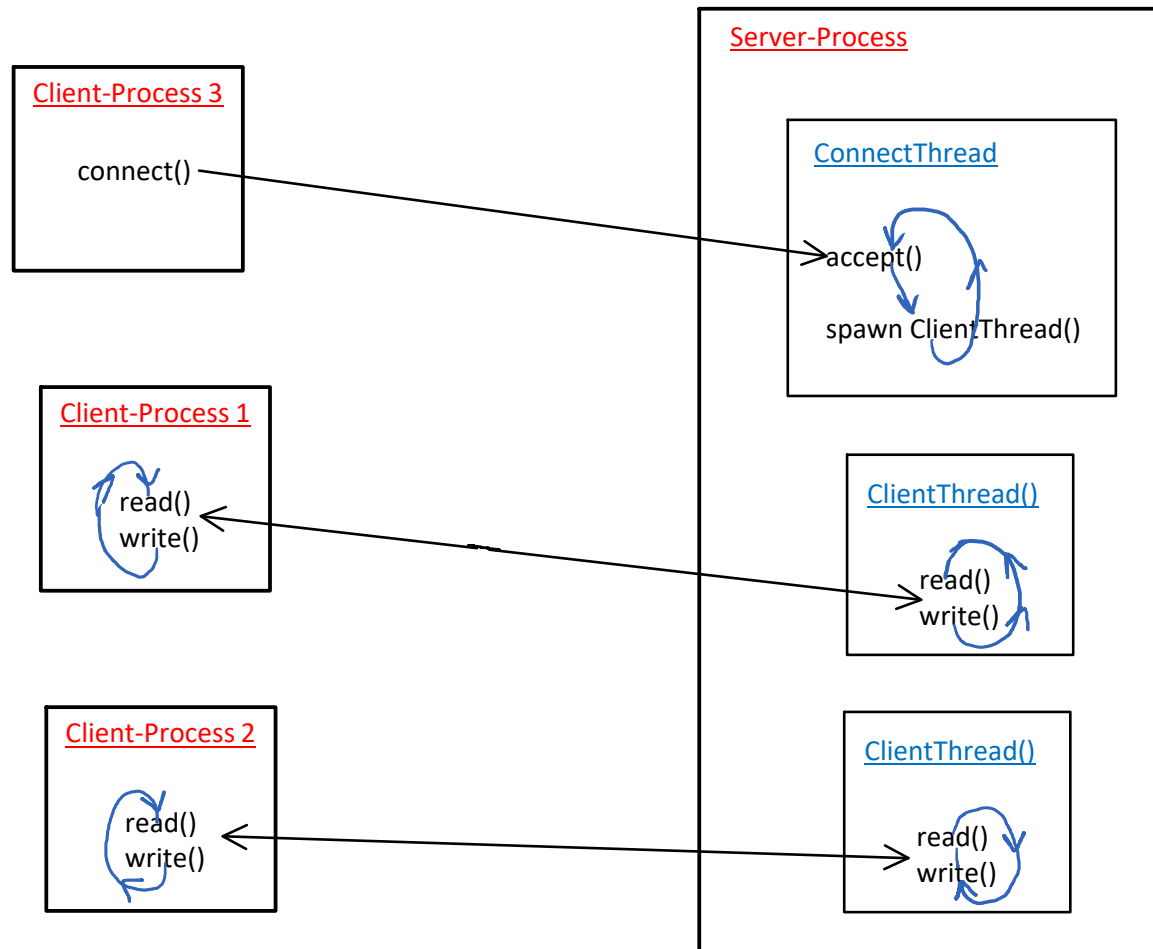 Server-Process
Client-Process 3
connect()
ConnectThread
accept()
spawn ClientThread()
Client-Process 1
read()
write()
ClientThread()
read()
write()
Client-Process 2
read()
write()
ClientThread()
read()
write()